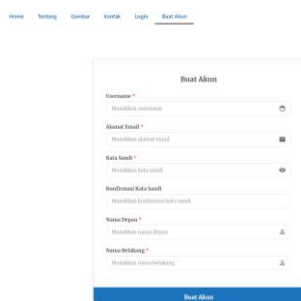 Home Tentang Gambar Kontak Login Buat Akun
Buat Akun
Username *
Masukkan username
Alamat Email *
Masukkan alamat email
Kata Sandi *
Masukkan kata sandi
Konfirmasi Kata Sandi
Masukkan konfirmasi kata sandi
Nama Depan *
Masukkan nama depan
Nama Belakang *
Masukkan nama belakang
Buat Akun